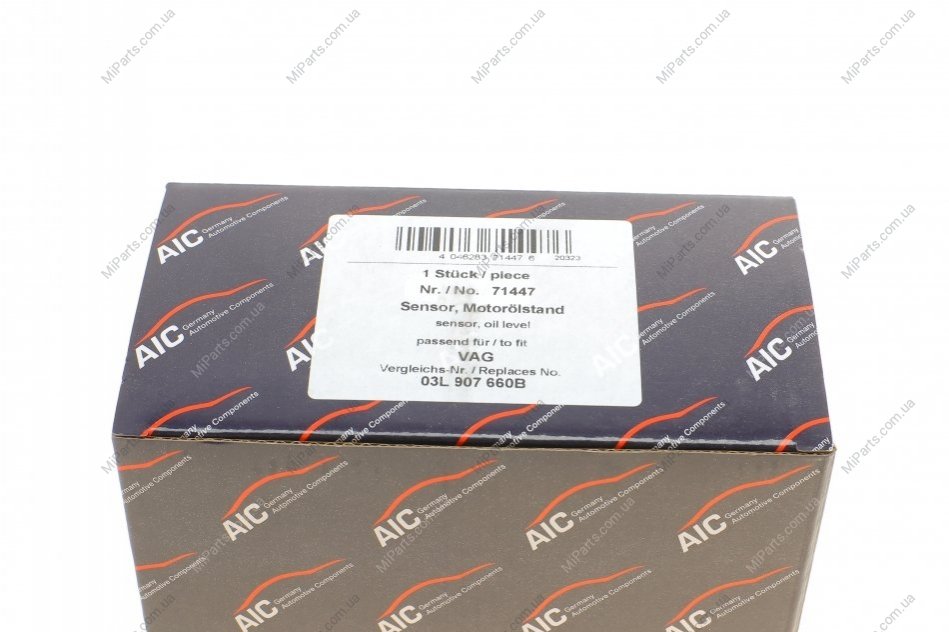 4 046283 71447 6 20323
1 Stück / piece
Nr. / No. 71447
Sensor, Motorölstand
sensor, oil level
passend für / to fit
VAG
Vergleichs-Nr. / Replaces No.
03L 907 660B
AIC Germany
Automotive Components
MiParts.com.ua